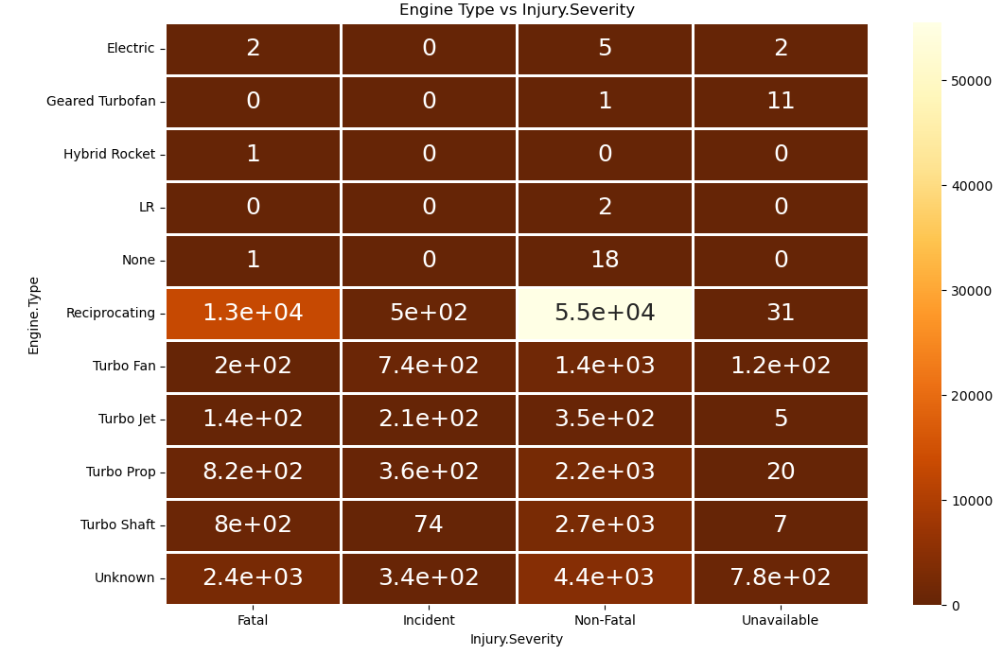 Engine Type vs Injury.Severity
Engine.Type
Electric 2 0 5 2
Geared Turbofan 0 0 1 11
Hybrid Rocket 1 0 0 0
LR 0 0 2 0
None 1 0 18 0
Reciprocating 1.3e+04 5e+02 5.5e+04 31
Turbo Fan 2e+02 7.4e+02 1.4e+03 1.2e+02
Turbo Jet 1.4e+02 2.1e+02 3.5e+02 5
Turbo Prop 8.2e+02 3.6e+02 2.2e+03 20
Turbo Shaft 8e+02 74 2.7e+03 7
Unknown 2.4e+03 3.4e+02 4.4e+03 7.8e+02
Fatal Incident Non-Fatal Unavailable
Injury.Severity
50000
40000
30000
20000
10000
0